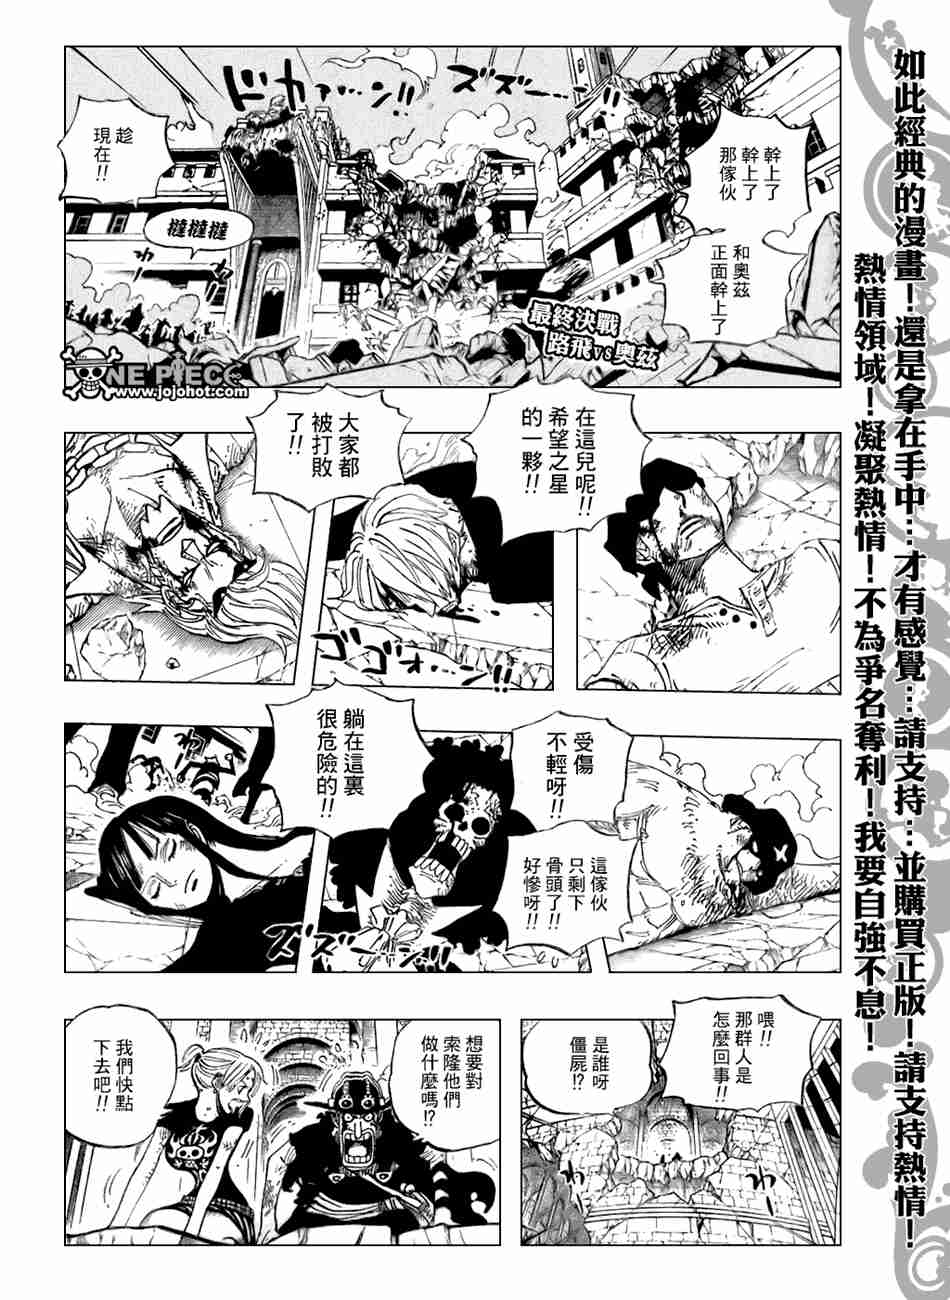 如此經典的漫畫！還是拿在手中…才有感覺…請支持…並購買正版！請支持熱情！
熱情領域！凝聚熱情！不為爭名奪利！我要自強不息！
ドカァ…ン!!
ズズ…ン!!
幹上了
幹上了
那傢伙
和奧茲
正面幹上了
趁
現在!!
撻撻撻
最終決戰
路飛vs奧茲
ONE PIECE
www.jojohot.com
在這兒呢!!
希望之星
的一夥!!
大家都
被打敗
了!!
ゴゴォ…ン!!
受傷
不輕呀!!
這傢伙
只剩下
骨頭了!!
好慘呀!!
躺在這裏
很危險的!!
ズズーン!!
喂!!
那群人是
怎麼回事!!
是誰呀
僵屍!?
わっ
わっ
想要對
索隆他們
做什麼嗎!?
我們快點
下去吧!!